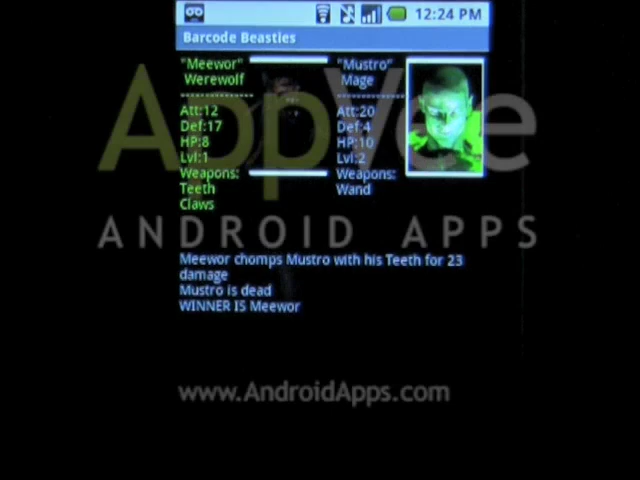 12:24 PM
Barcode Beasties
"Meewor"
Werewolf
Att:12
Def:17
HP:8
Lvl:1
Weapons:
Teeth
Claws
"Mustro"
Mage
Att:20
Def:4
HP:10
Lvl:2
Weapons:
Wand
AppVee
ANDROID APPS
Meewor chomps Mustro with his Teeth for 23
damage
Mustro is dead
WINNER IS Meewor
www.AndroidApps.com